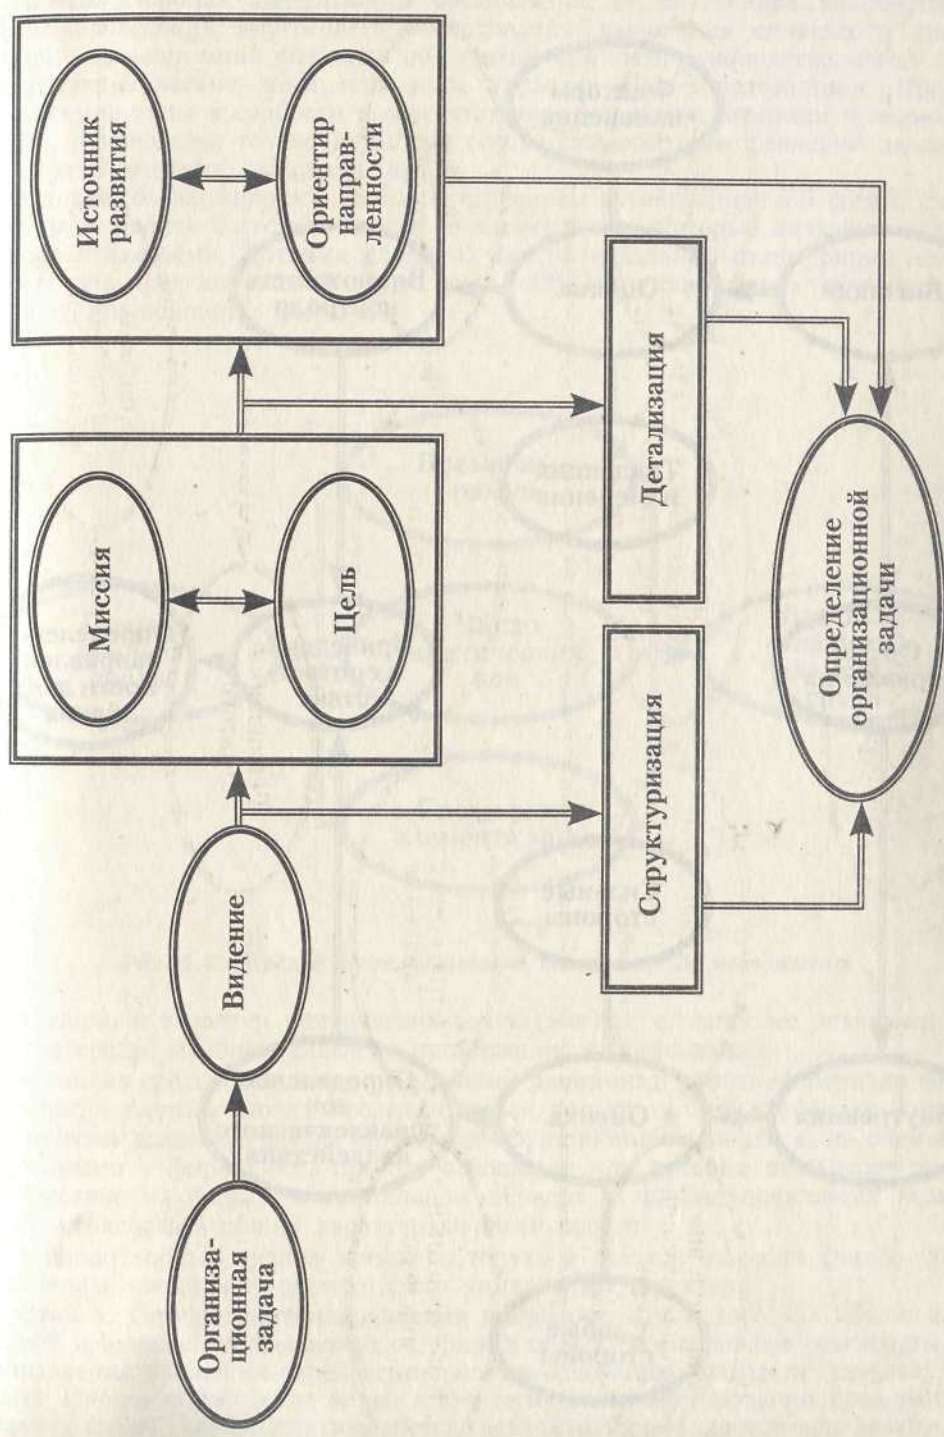 Организа-
ционная
задача
Видение
Миссия
Цель
Источник
развития
Ориентир
направ-
ленности
Структуризация
Детализация
Определение
организационной
задачи